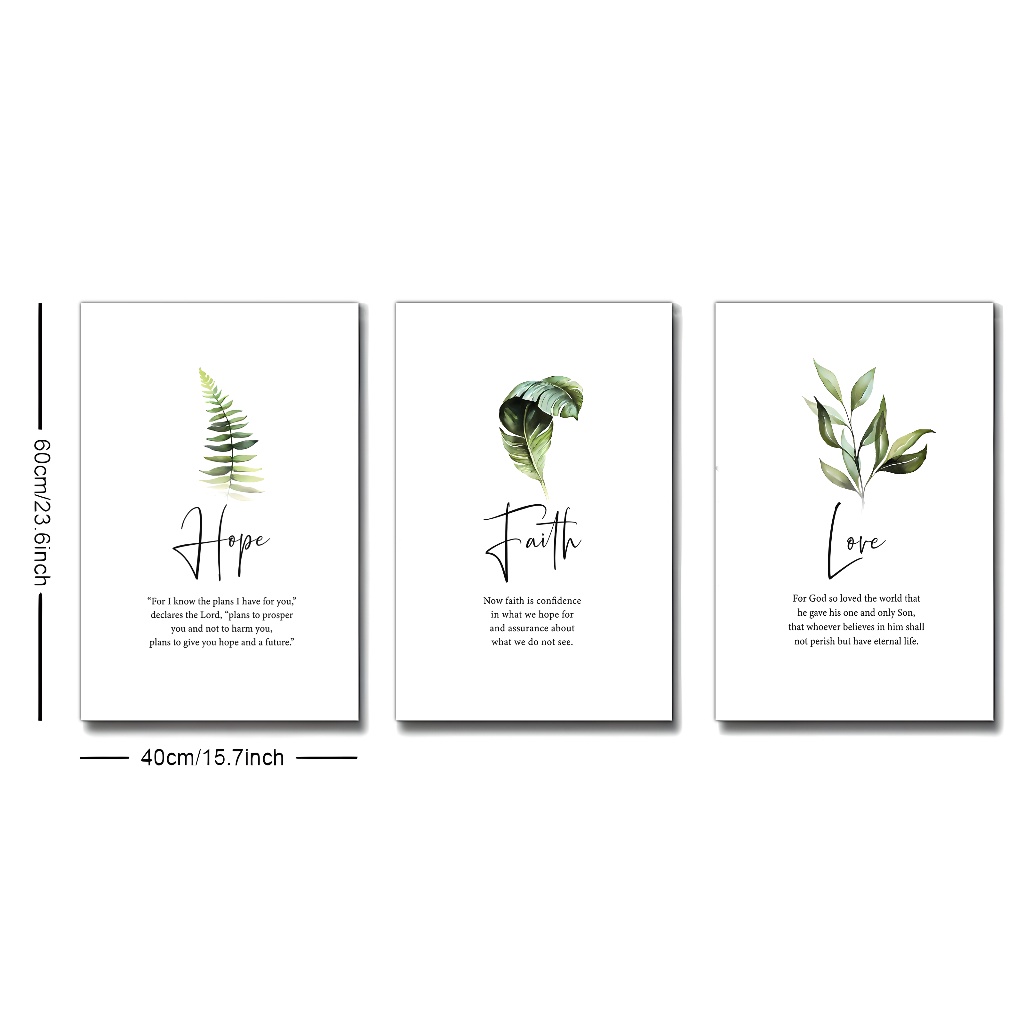 60cm/23.6inch
Hope
“For I know the plans I have for you,”
declares the Lord, “plans to prosper
you and not to harm you,
plans to give you hope and a future.”
Faith
Now faith is confidence
in what we hope for
and assurance about
what we do not see.
Love
For God so loved the world that
he gave his one and only Son,
that whoever believes in him shall
not perish but have eternal life.
40cm/15.7inch